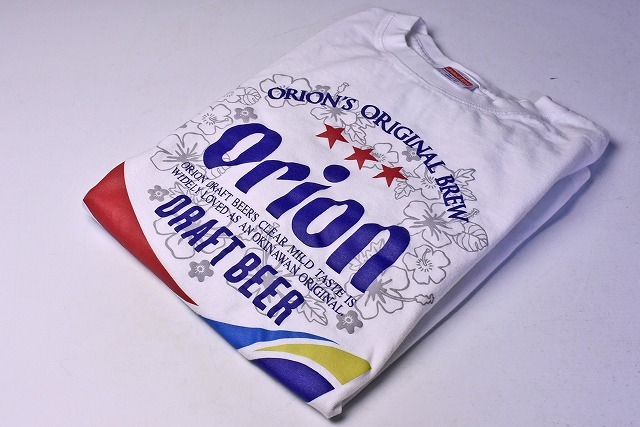 ORION'S ORIGINAL BREW
Orion
ORION DRAFT BEER'S CLEAR MILD TASTE IS
WIDELY LOVED AS AN OKINAWAN ORIGINAL.
DRAFT BEER